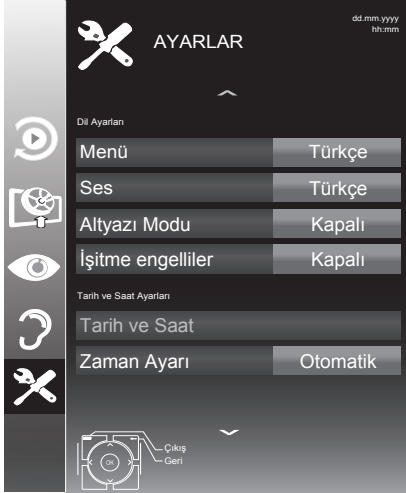 AYARLAR
dd.mm.yyyy
hh:mm
Dil Ayarları
Menü Türkçe
Ses Türkçe
Altyazı Modu Kapalı
İşitme engelliler Kapalı
Tarih ve Saat Ayarları
Tarih ve Saat
Zaman Ayarı Otomatik
Çıkış
Geri
OK